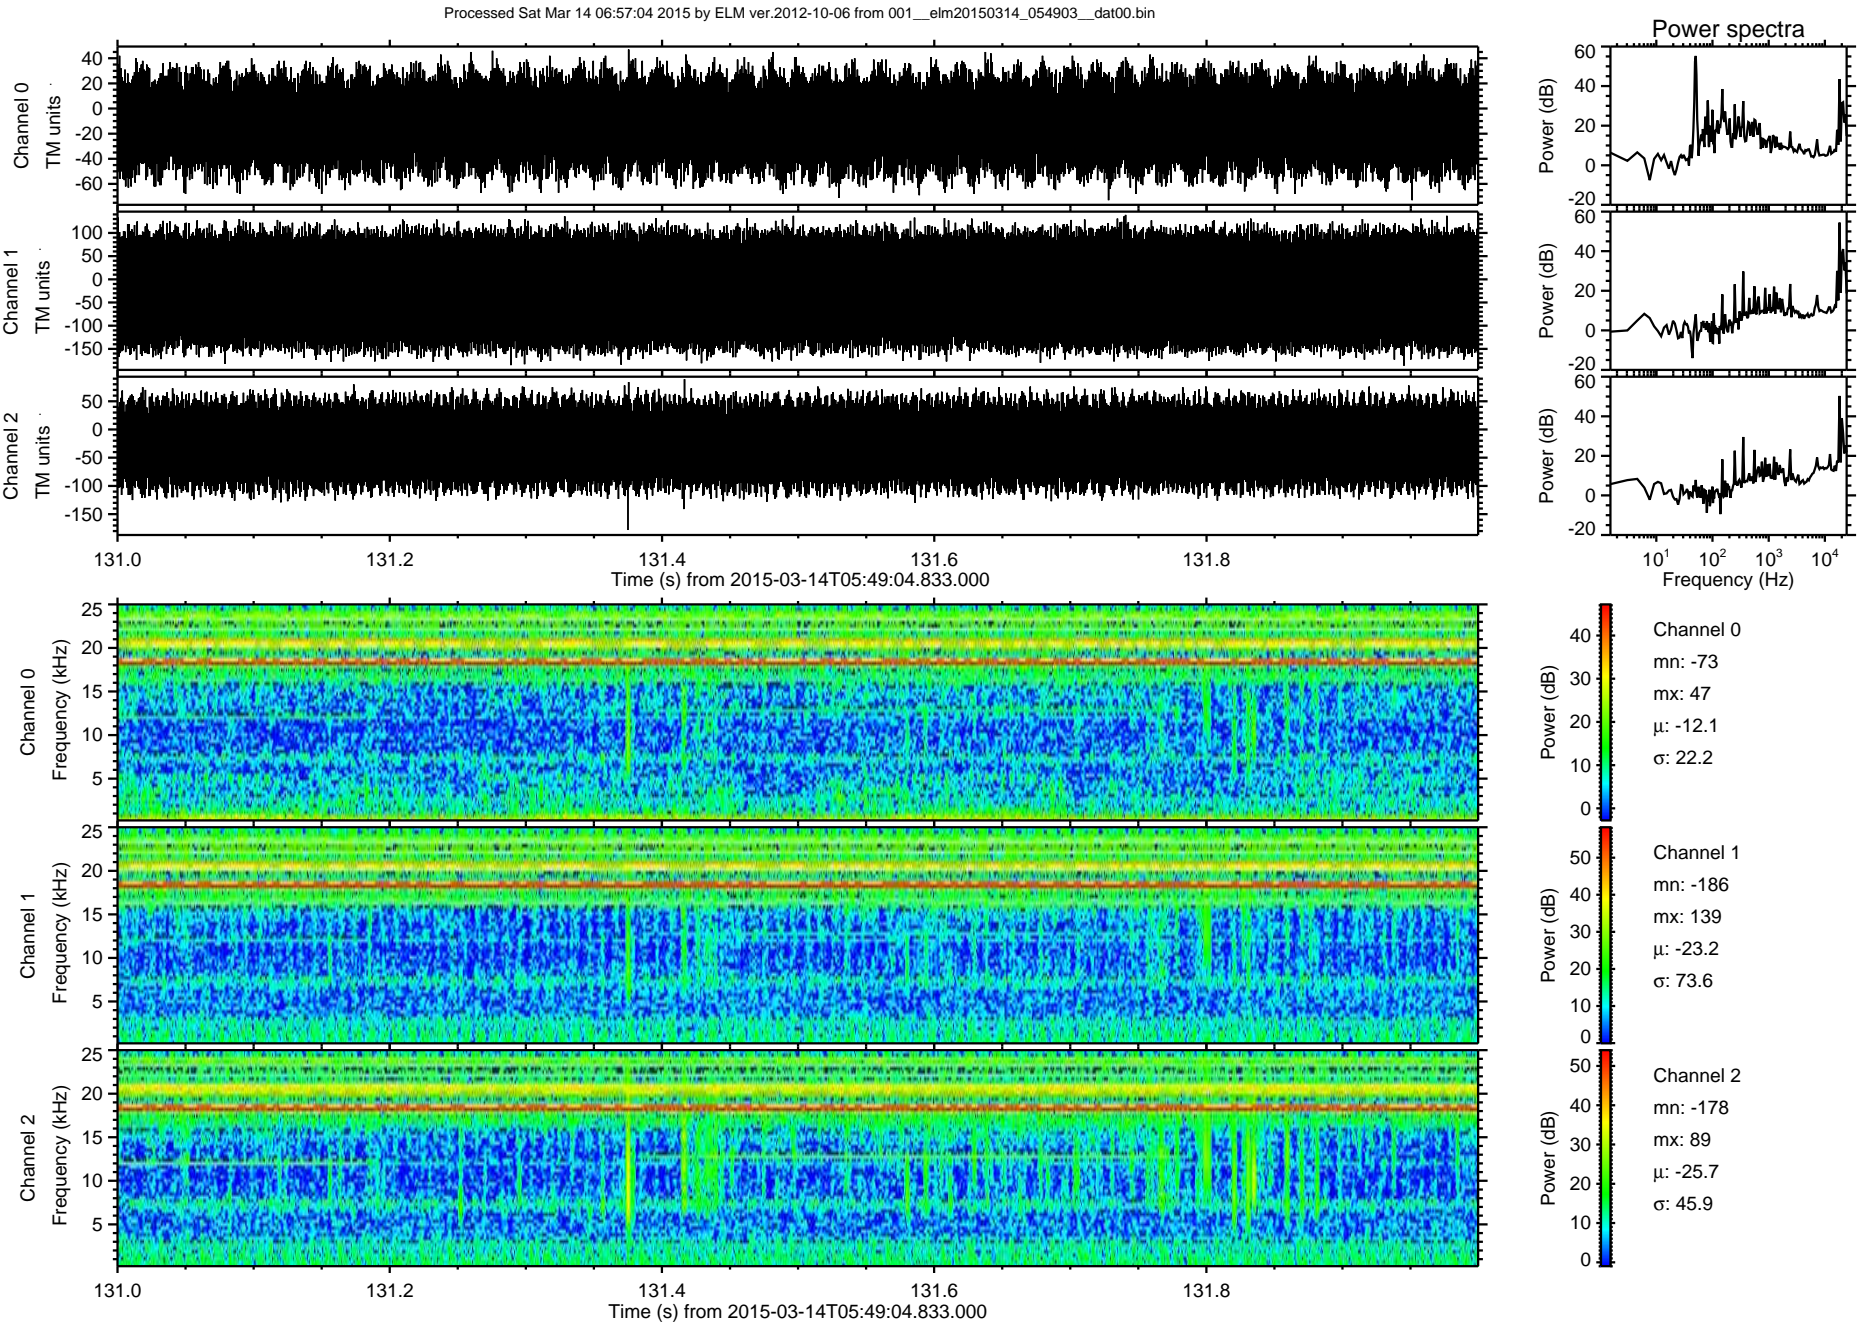 Processed Sat Mar 14 06:57:04 2015 by ELM ver.2012-10-06 from 001__elm20150314_054903__dat00.bin
Power spectra
Channel 0
TM units
40
20
0
-20
-40
-60
Power (dB)
60
40
20
0
-20
Channel 1
TM units
100
50
0
-50
-100
-150
Power (dB)
60
40
20
0
-20
Channel 2
TM units
50
0
-50
-100
-150
Power (dB)
60
40
20
0
-20
131.0 131.2 131.4 131.6 131.8
Time (s) from 2015-03-14T05:49:04.833.000
10^1 10^2 10^3 10^4
Frequency (Hz)
Channel 0
Frequency (kHz)
25
20
15
10
5
Power (dB)
40
30
20
10
0
Channel 0
mn: -73
mx: 47
μ: -12.1
σ: 22.2
Channel 1
Frequency (kHz)
25
20
15
10
5
Power (dB)
50
40
30
20
10
0
Channel 1
mn: -186
mx: 139
μ: -23.2
σ: 73.6
Channel 2
Frequency (kHz)
25
20
15
10
5
Power (dB)
50
40
30
20
10
0
Channel 2
mn: -178
mx: 89
μ: -25.7
σ: 45.9
131.0 131.2 131.4 131.6 131.8
Time (s) from 2015-03-14T05:49:04.833.000